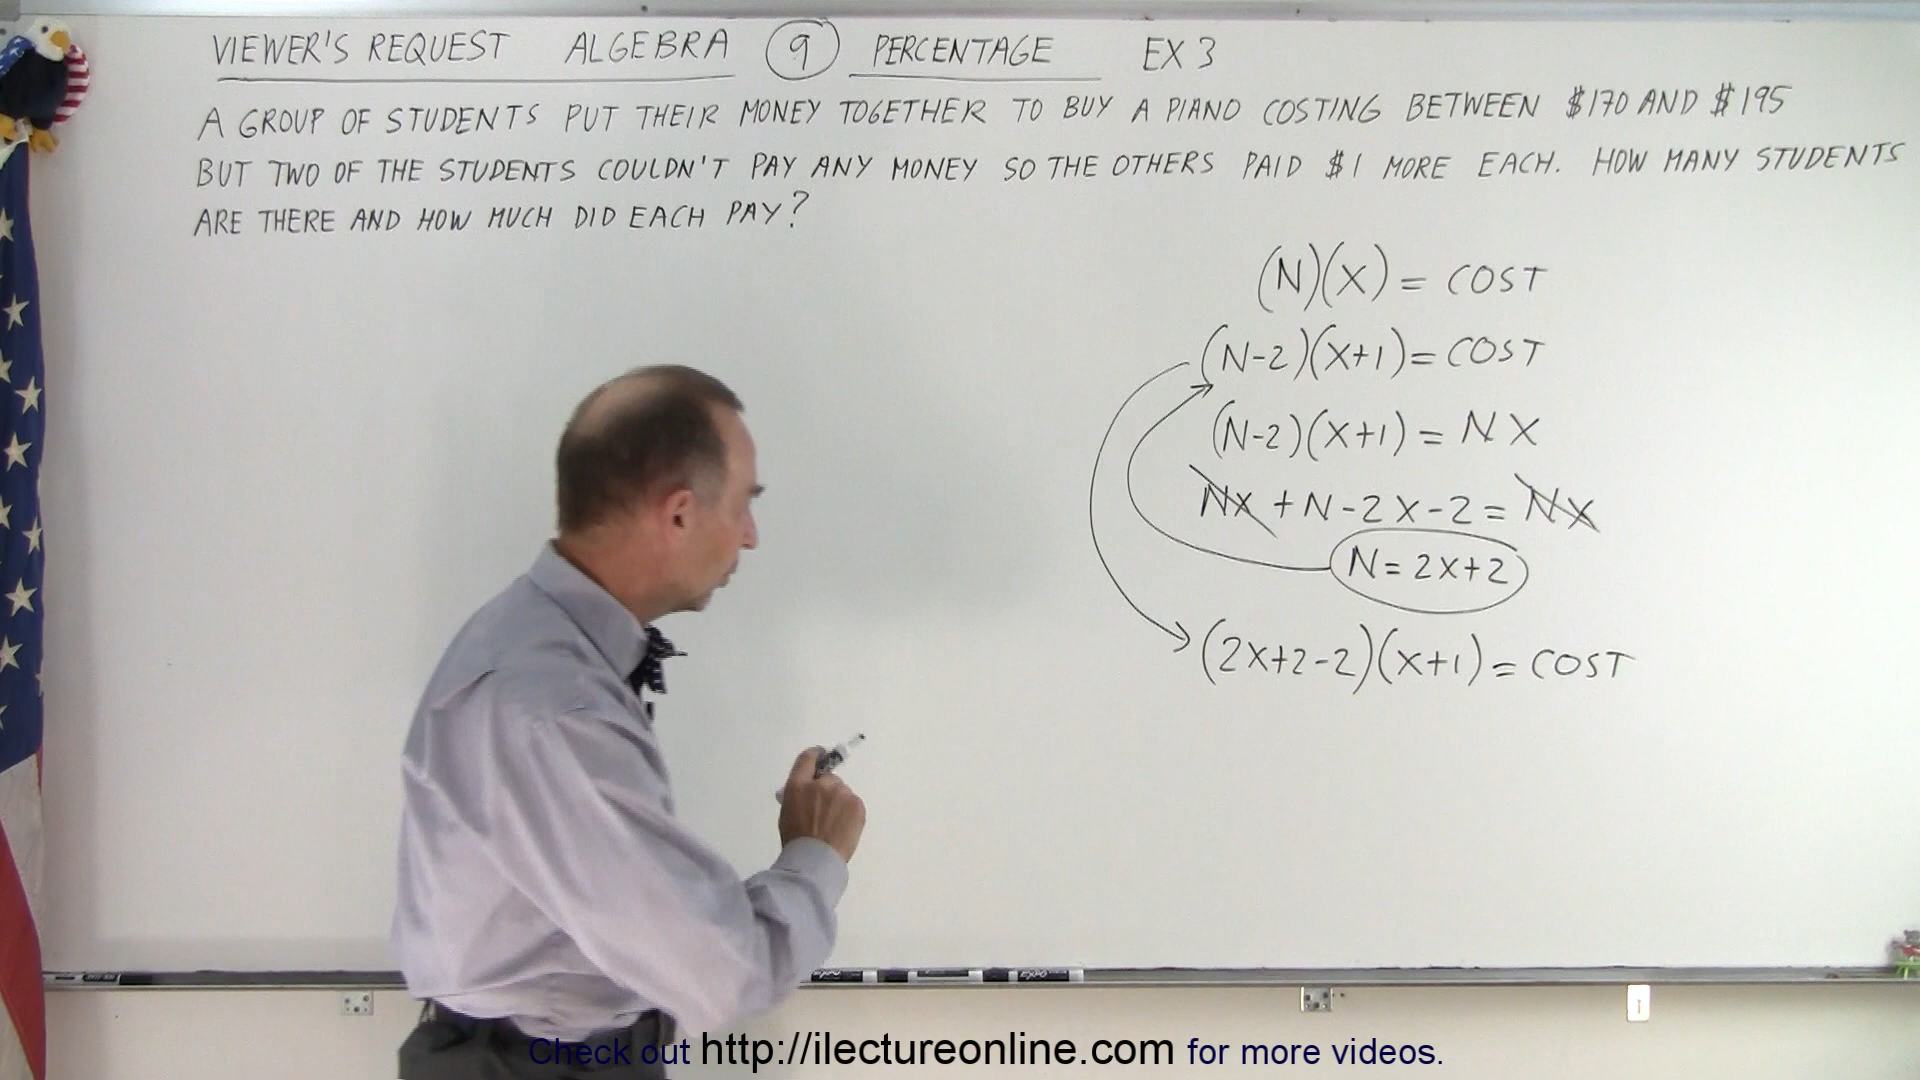 VIEWER'S REQUEST ALGEBRA 9 PERCENTAGE EX 3
A GROUP OF STUDENTS PUT THEIR MONEY TOGETHER TO BUY A PIANO COSTING BETWEEN $170 AND $195
BUT TWO OF THE STUDENTS COULDN'T PAY ANY MONEY SO THE OTHERS PAID $1 MORE EACH. HOW MANY STUDENTS
ARE THERE AND HOW MUCH DID EACH PAY?
(N)(X) = COST
(N-2)(X+1) = COST
(N-2)(X+1) = NX
NX + N - 2X - 2 = NX
N = 2X+2
(2X+2-2)(X+1) = COST
Check out http://ilectureonline.com for more videos.